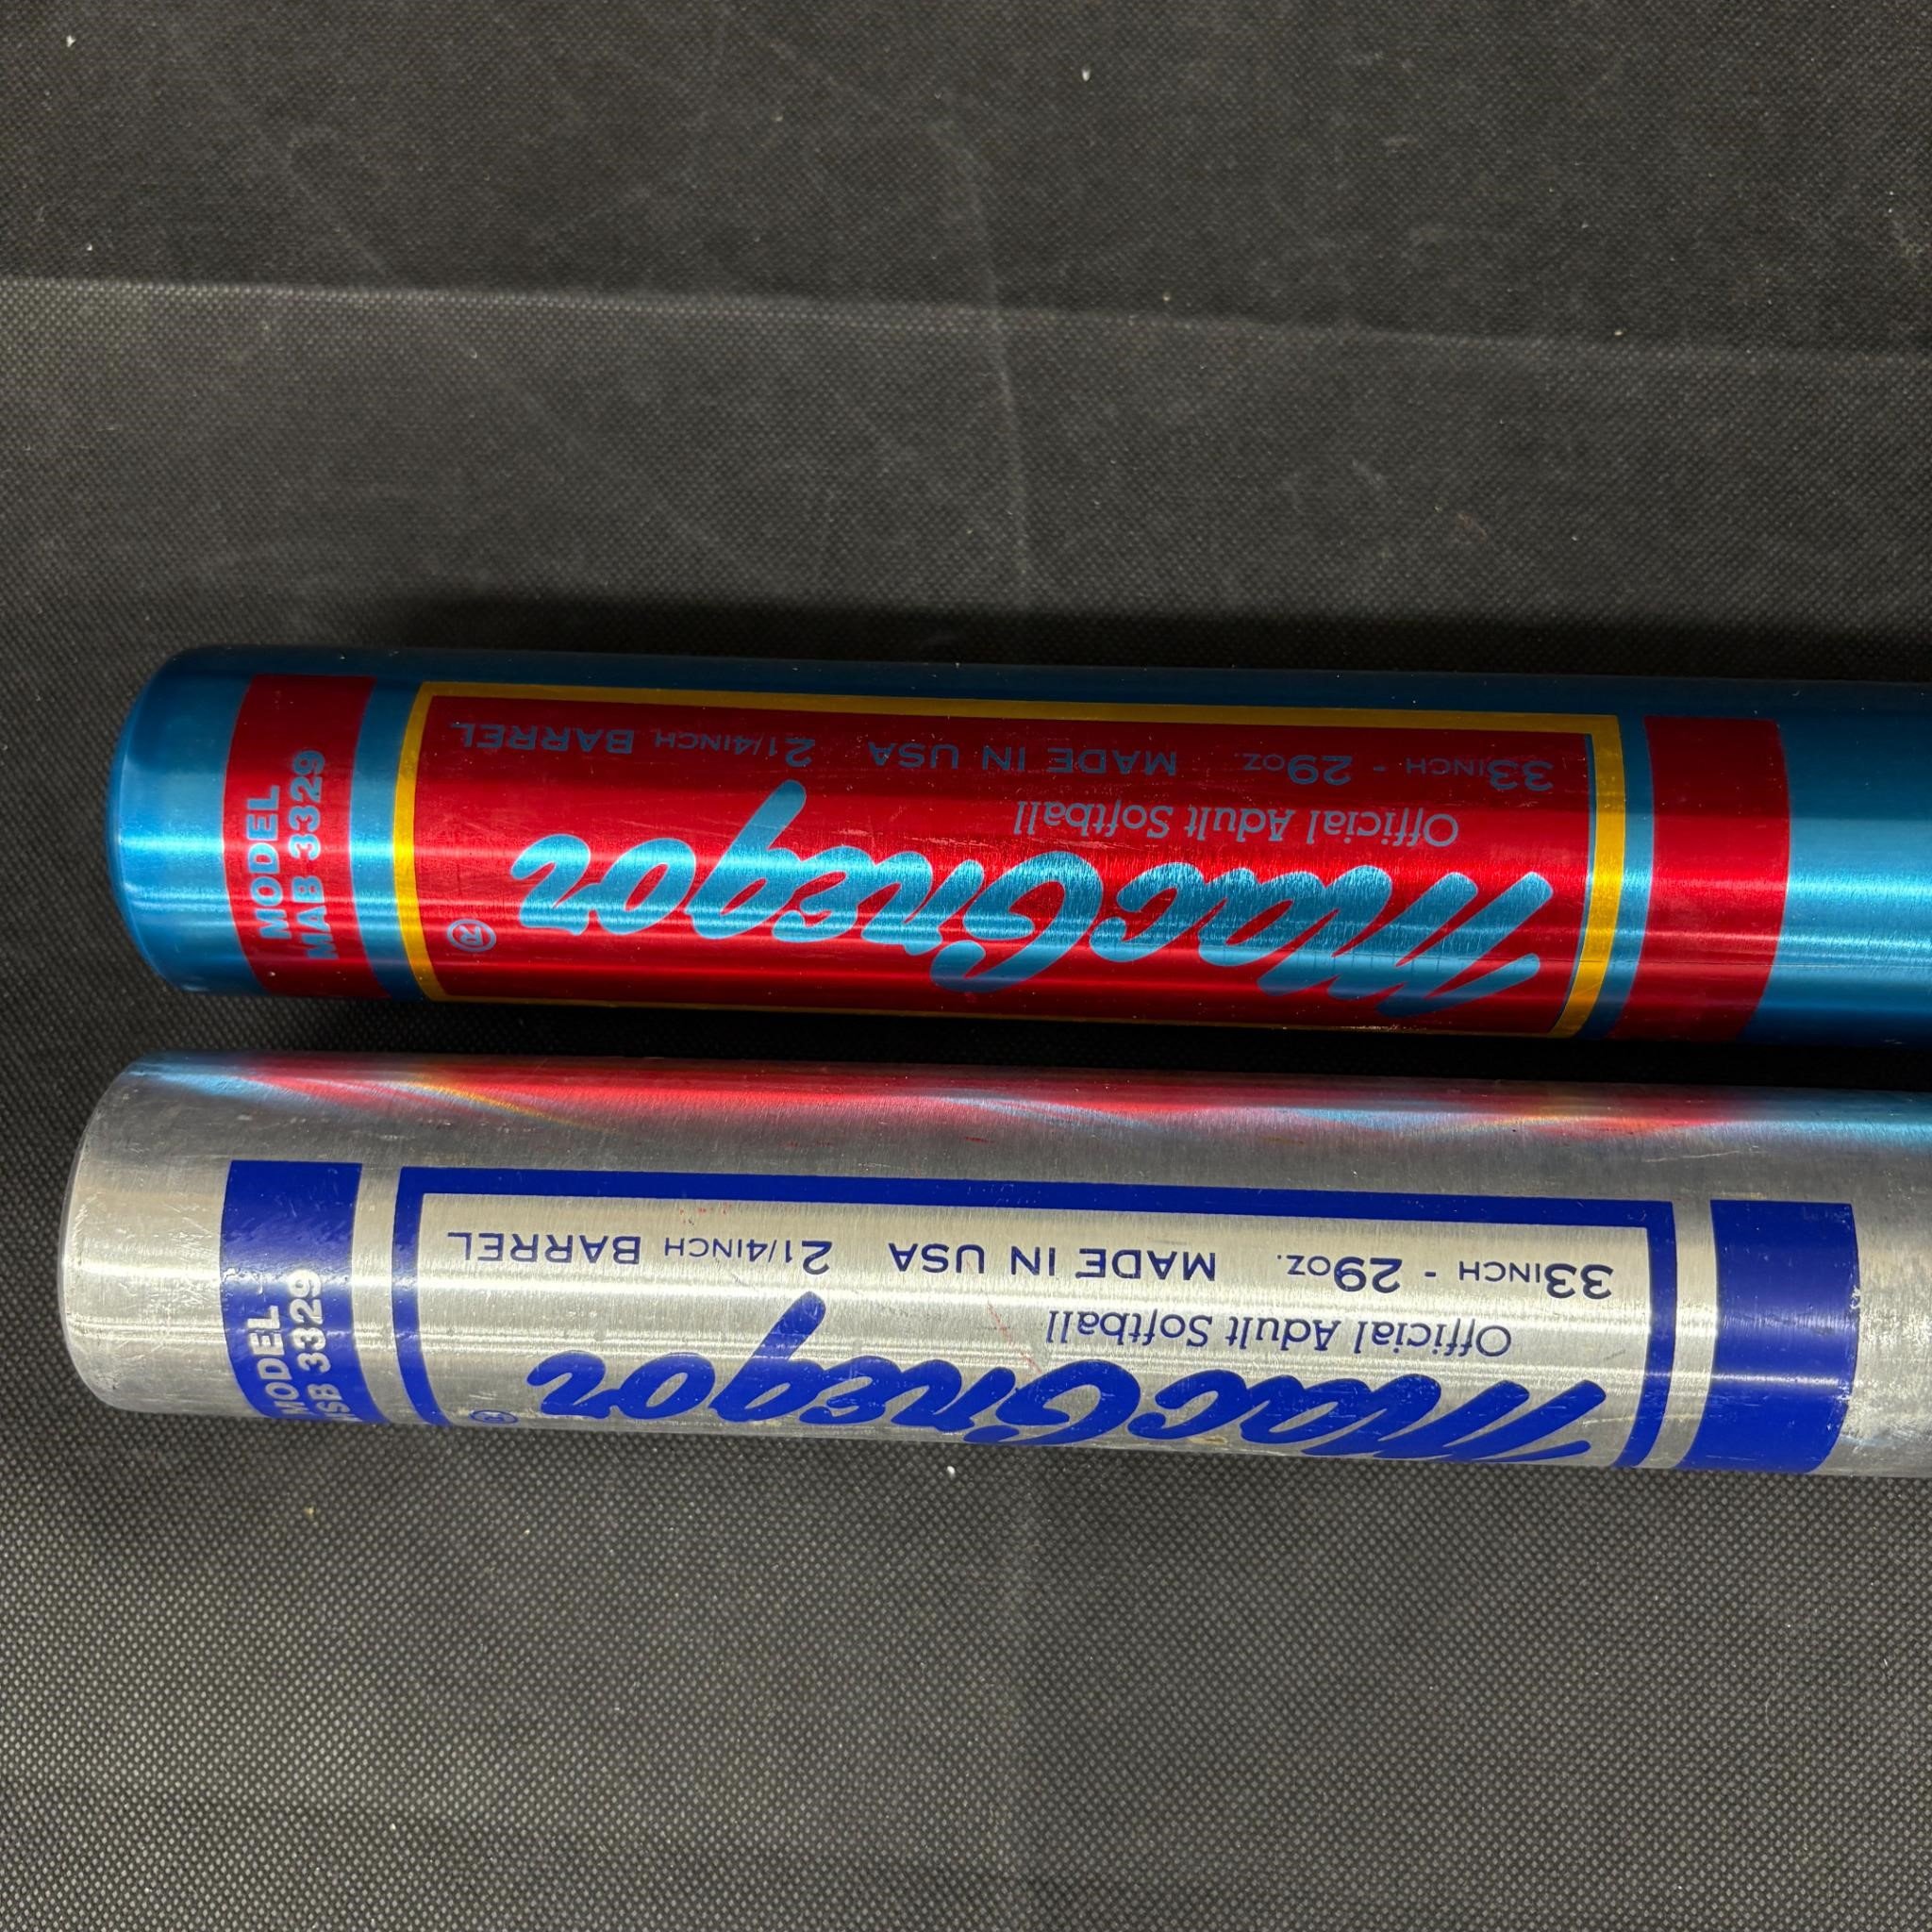 MODEL
MAB 3329
MacGregor®
Official Adult Softball
33INCH - 29OZ. MADE IN USA 2 1/4INCH BARREL
MODEL
3329
MacGregor®
Official Adult Softball
33INCH - 29OZ. MADE IN USA 2 1/4INCH BARREL